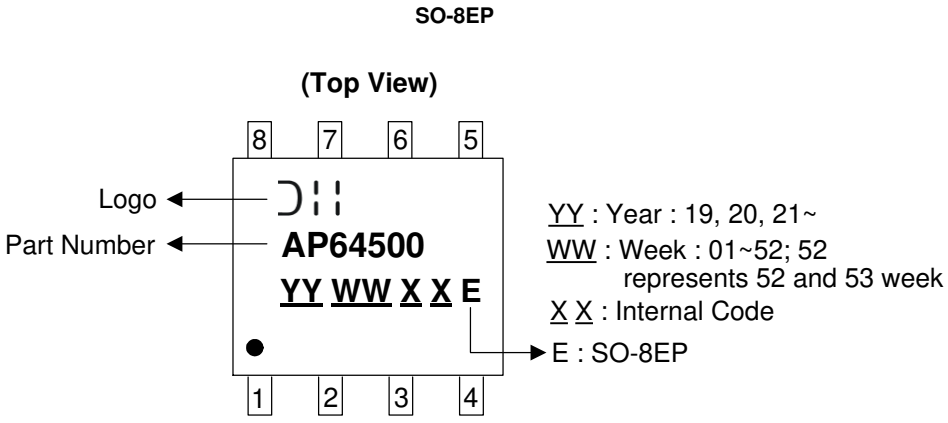 SO-8EP
(Top View)
8 7 6 5
Logo
Part Number
AP64500
YY WW X X E
YY : Year : 19, 20, 21~
WW : Week : 01~52; 52
represents 52 and 53 week
X X : Internal Code
E : SO-8EP
1 2 3 4